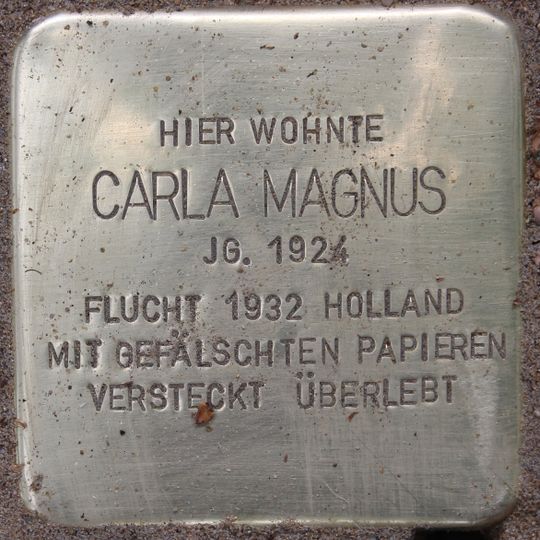 HIER WOHNTE
CARLA MAGNUS
JG. 1924
FLUCHT 1932 HOLLAND
MIT GEFÄLSCHTEN PAPIEREN
VERSTECKT ÜBERLEBT